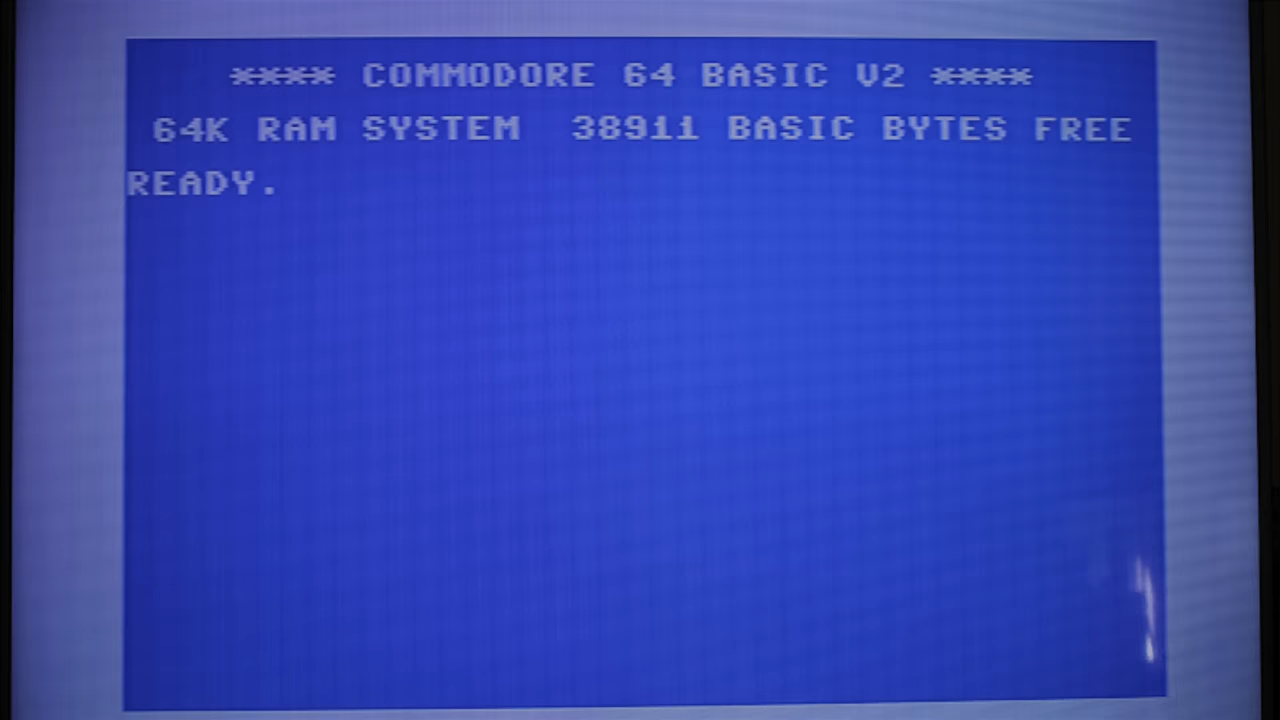 **** COMMODORE 64 BASIC V2 ****
64K RAM SYSTEM  38911 BASIC BYTES FREE
READY.